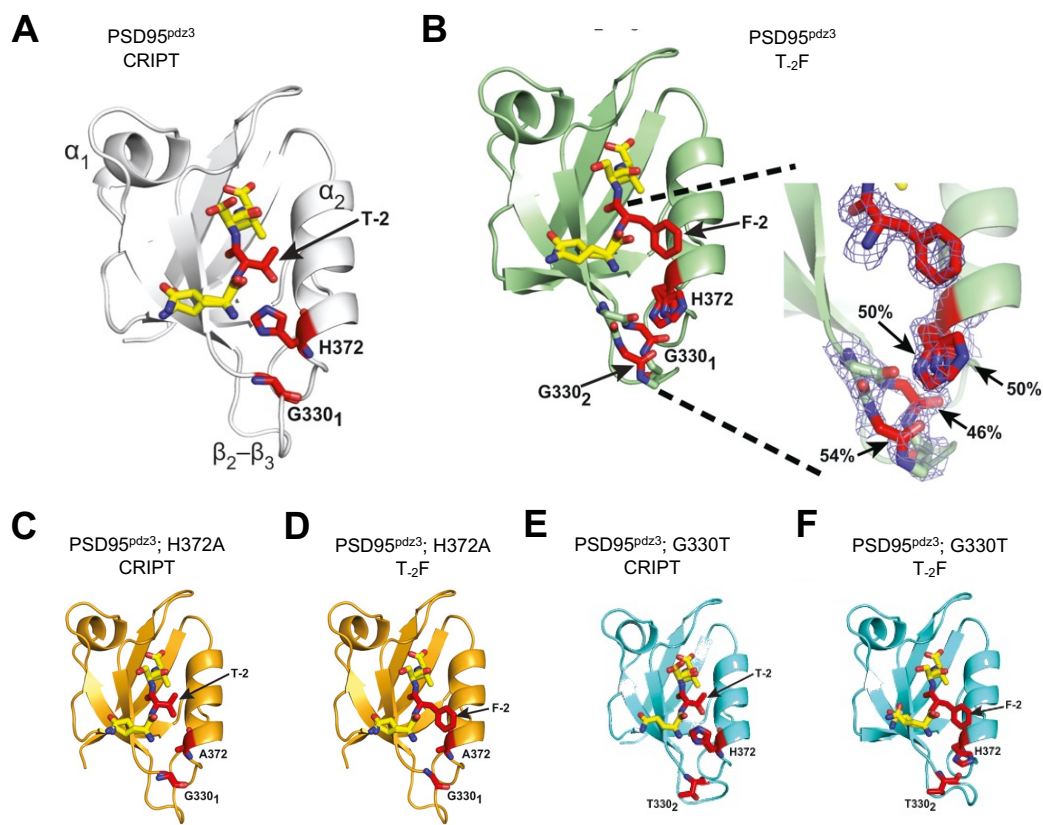 A
PSD95ᵖᵈᶻ³
CRIPT
α₁
α₂
T-2
H372
G330₁
β₂–β₃
B
PSD95ᵖᵈᶻ³
T₋₂F
F-2
H372
G330₁
G330₂
50%
50%
46%
54%
C
PSD95ᵖᵈᶻ³; H372A
CRIPT
T-2
A372
G330₁
D
PSD95ᵖᵈᶻ³; H372A
T₋₂F
F-2
A372
G330₁
E
PSD95ᵖᵈᶻ³; G330T
CRIPT
T-2
H372
T330₂
F
PSD95ᵖᵈᶻ³; G330T
T₋₂F
F-2
H372
T330₂